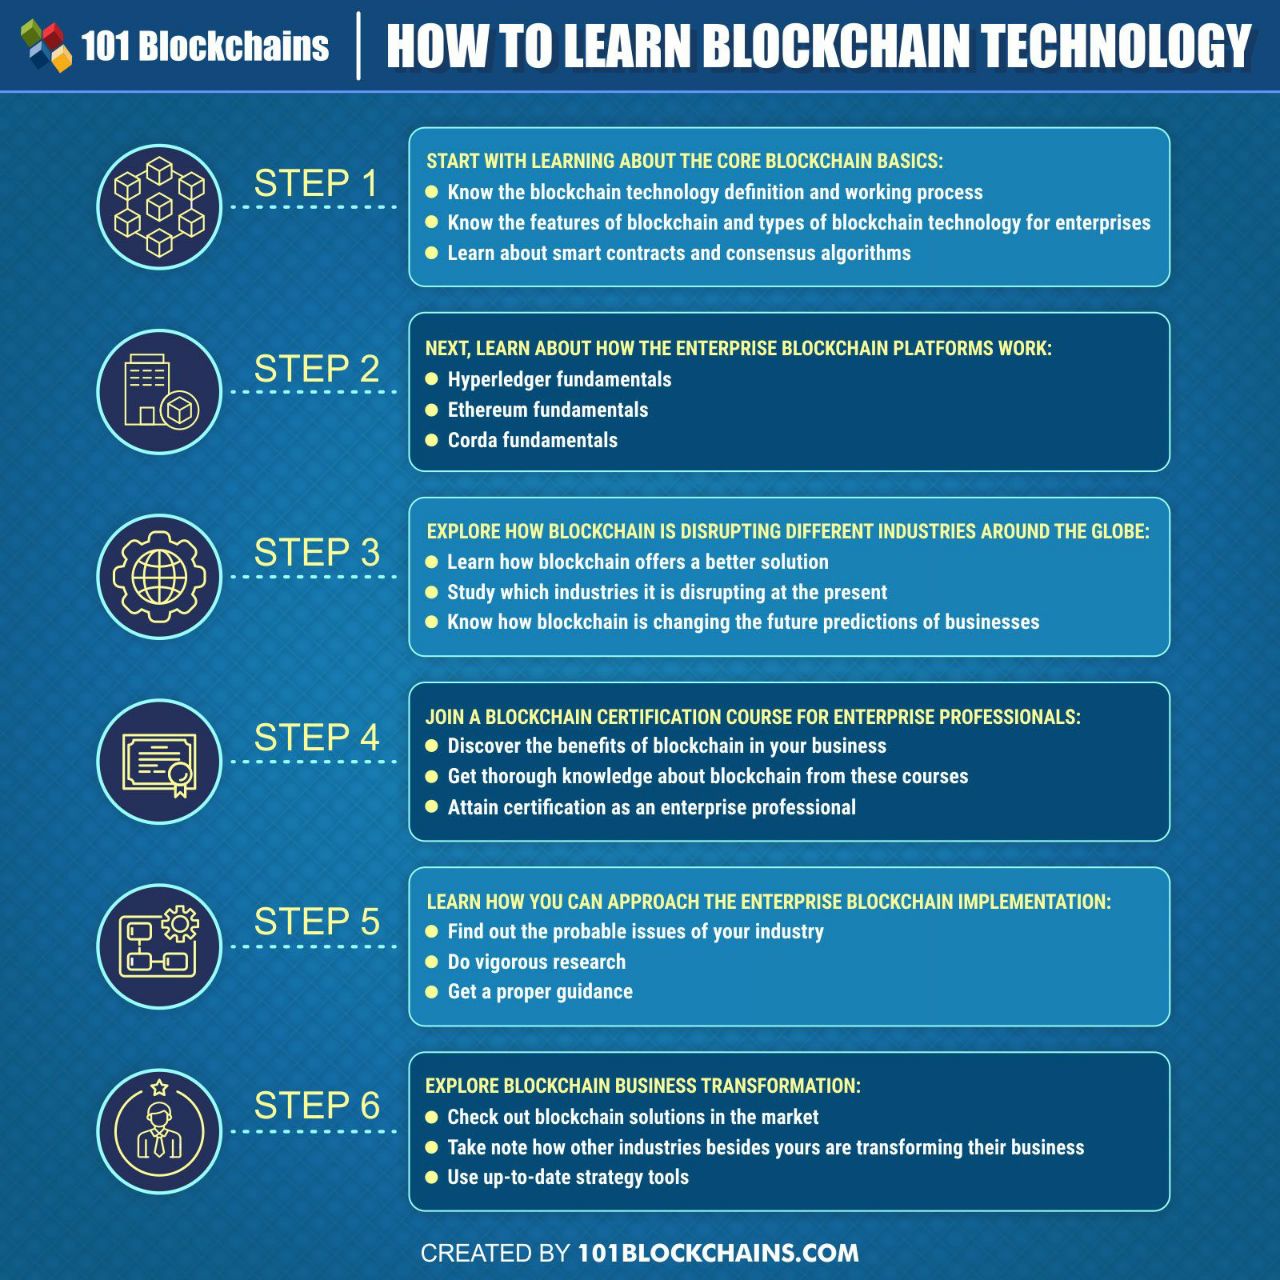 101 Blockchains
HOW TO LEARN BLOCKCHAIN TECHNOLOGY
STEP 1
START WITH LEARNING ABOUT THE CORE BLOCKCHAIN BASICS:
Know the blockchain technology definition and working process
Know the features of blockchain and types of blockchain technology for enterprises
Learn about smart contracts and consensus algorithms
STEP 2
NEXT, LEARN ABOUT HOW THE ENTERPRISE BLOCKCHAIN PLATFORMS WORK:
Hyperledger fundamentals
Ethereum fundamentals
Corda fundamentals
STEP 3
EXPLORE HOW BLOCKCHAIN IS DISRUPTING DIFFERENT INDUSTRIES AROUND THE GLOBE:
Learn how blockchain offers a better solution
Study which industries it is disrupting at the present
Know how blockchain is changing the future predictions of businesses
STEP 4
JOIN A BLOCKCHAIN CERTIFICATION COURSE FOR ENTERPRISE PROFESSIONALS:
Discover the benefits of blockchain in your business
Get thorough knowledge about blockchain from these courses
Attain certification as an enterprise professional
STEP 5
LEARN HOW YOU CAN APPROACH THE ENTERPRISE BLOCKCHAIN IMPLEMENTATION:
Find out the probable issues of your industry
Do vigorous research
Get a proper guidance
STEP 6
EXPLORE BLOCKCHAIN BUSINESS TRANSFORMATION:
Check out blockchain solutions in the market
Take note how other industries besides yours are transforming their business
Use up-to-date strategy tools
CREATED BY 101BLOCKCHAINS.COM